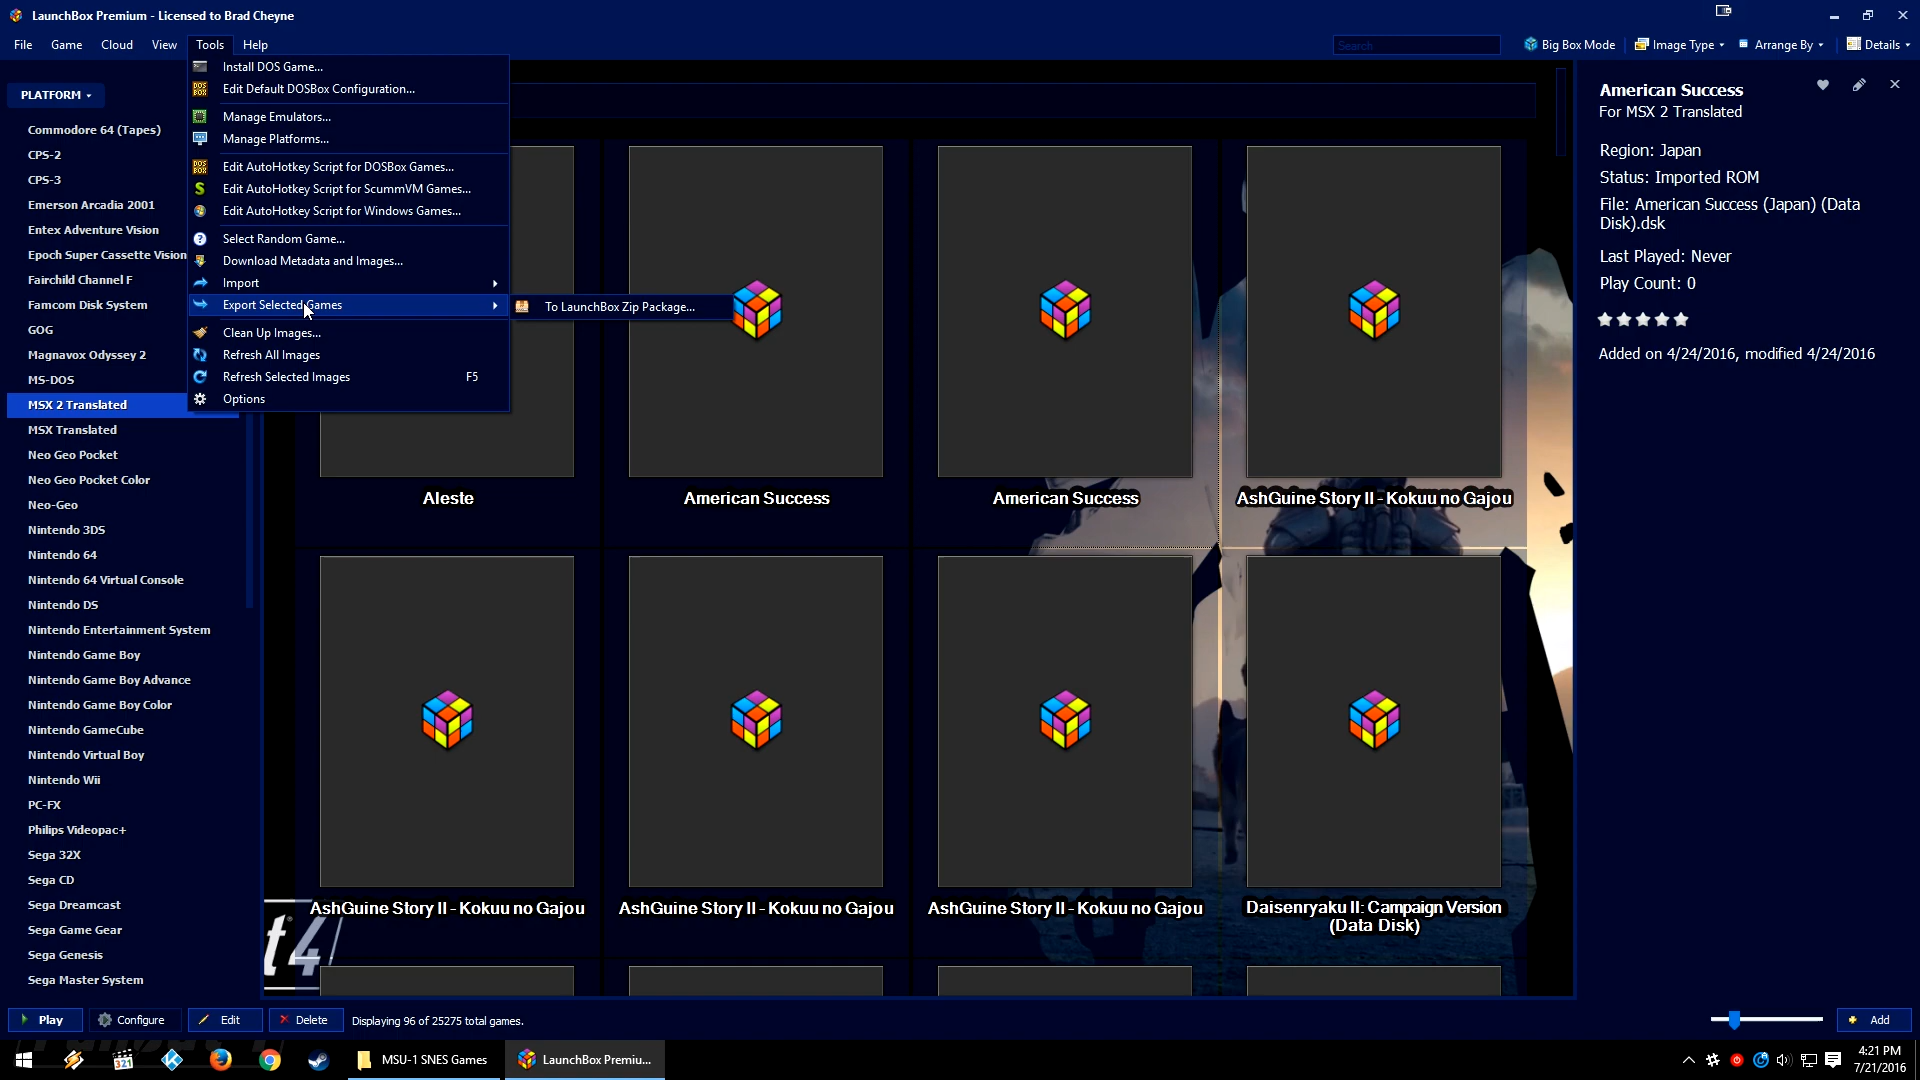 LaunchBox Premium - Licensed to Brad Cheyne
File Game Cloud View Tools Help
Search
Big Box Mode Image Type Arrange By Details
PLATFORM
Commodore 64 (Tapes)
CPS-2
CPS-3
Emerson Arcadia 2001
Entex Adventure Vision
Epoch Super Cassette Vision
Fairchild Channel F
Famcom Disk System
GOG
Magnavox Odyssey 2
MS-DOS
MSX 2 Translated
MSX Translated
Neo Geo Pocket
Neo Geo Pocket Color
Neo-Geo
Nintendo 3DS
Nintendo 64
Nintendo 64 Virtual Console
Nintendo DS
Nintendo Entertainment System
Nintendo Game Boy
Nintendo Game Boy Advance
Nintendo Game Boy Color
Nintendo GameCube
Nintendo Virtual Boy
Nintendo Wii
PC-FX
Philips Videopac+
Sega 32X
Sega CD
Sega Dreamcast
Sega Game Gear
Sega Genesis
Sega Master System
Install DOS Game...
Edit Default DOSBox Configuration...
Manage Emulators...
Manage Platforms...
Edit AutoHotkey Script for DOSBox Games...
Edit AutoHotkey Script for ScummVM Games...
Edit AutoHotkey Script for Windows Games...
Select Random Game...
Download Metadata and Images...
Import
Export Selected Games
To LaunchBox Zip Package...
Clean Up Images...
Refresh All Images
Refresh Selected Images F5
Options
Aleste
American Success
American Success
AshGuine Story II - Kokuu no Gajou
AshGuine Story II - Kokuu no Gajou
AshGuine Story II - Kokuu no Gajou
AshGuine Story II - Kokuu no Gajou
Daisenryaku II: Campaign Version
(Data Disk)
t4
American Success
For MSX 2 Translated
Region: Japan
Status: Imported ROM
File: American Success (Japan) (Data
Disk).dsk
Last Played: Never
Play Count: 0
Added on 4/24/2016, modified 4/24/2016
Play Configure Edit Delete Displaying 96 of 25275 total games.
Add
MSU-1 SNES Games
LaunchBox Premiu...
4:21 PM
7/21/2016